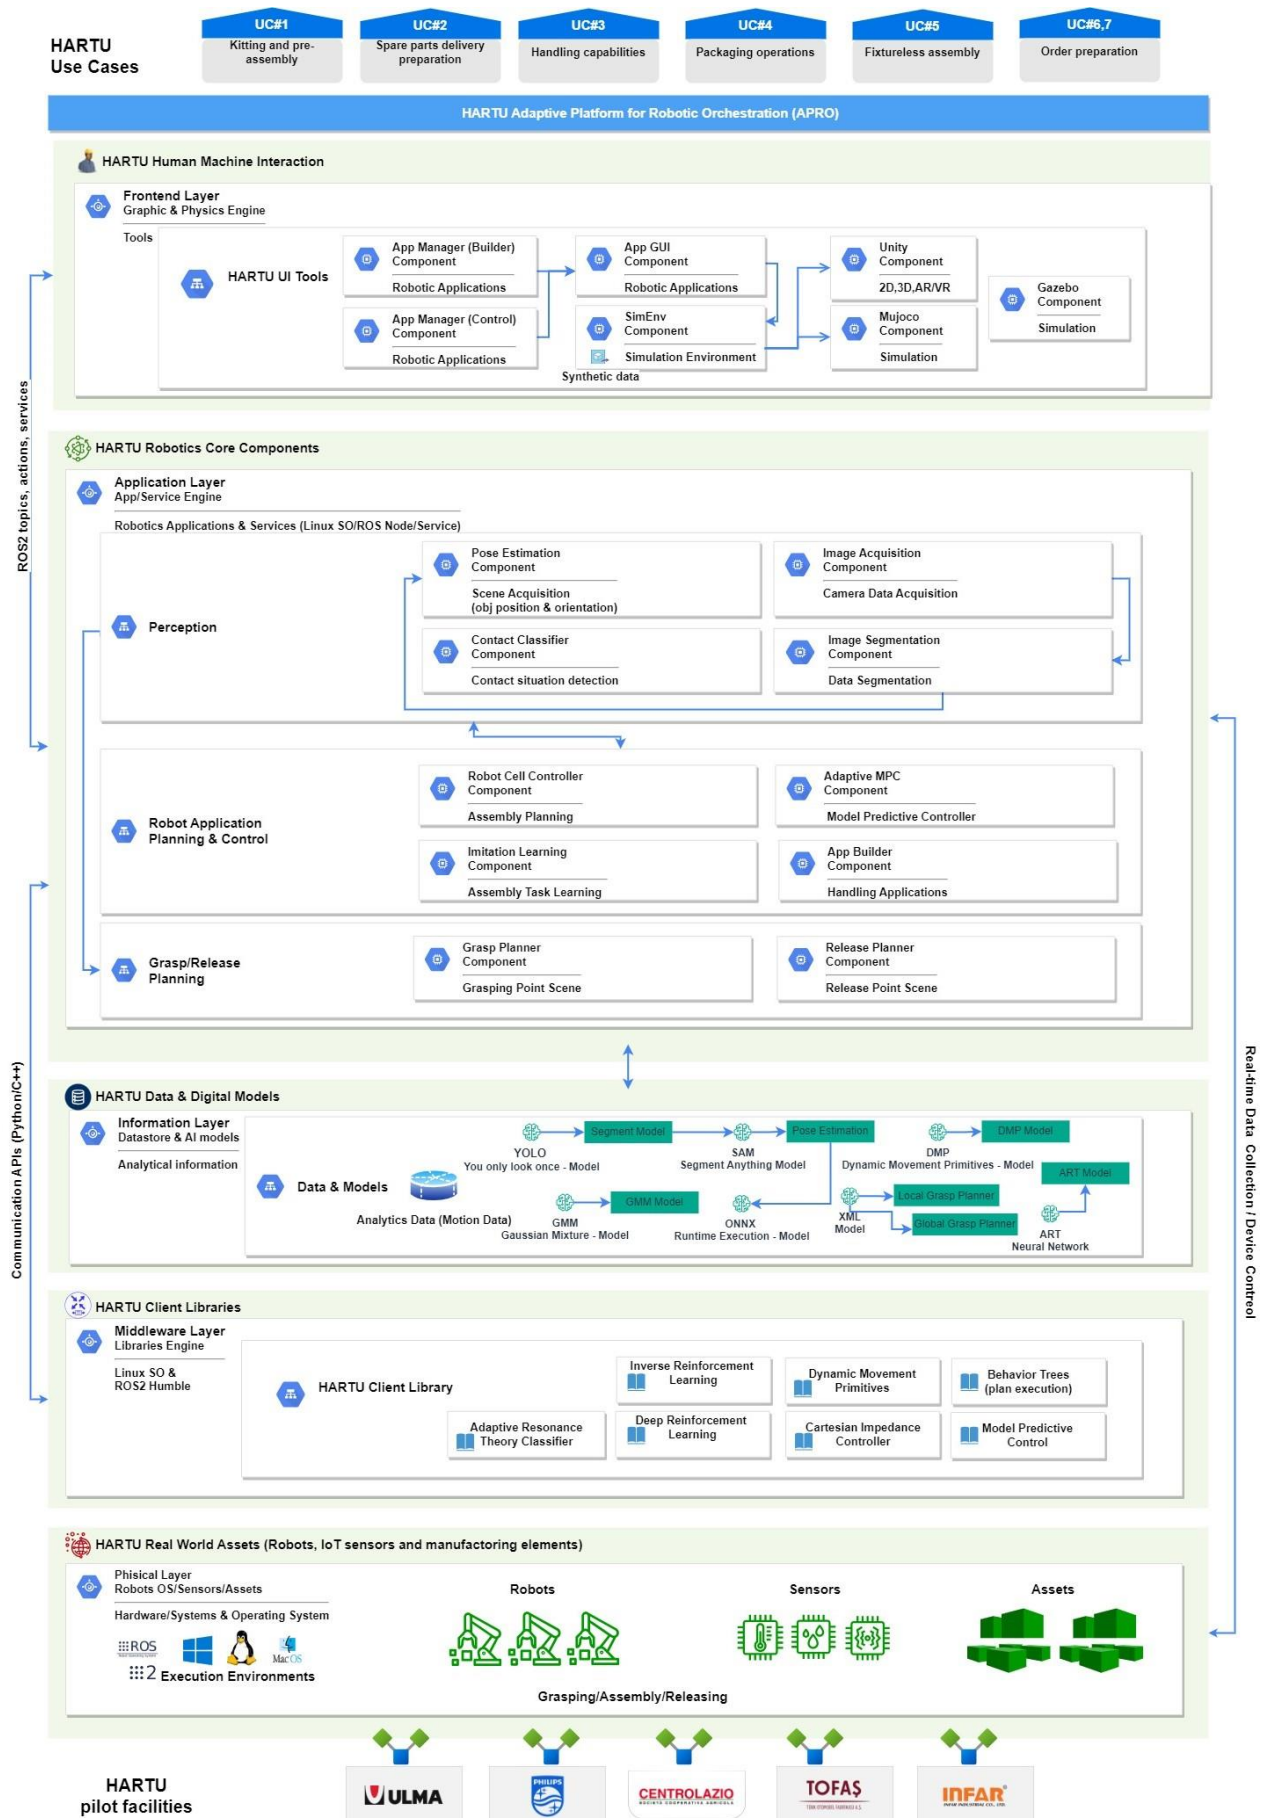 HARTU
Use Cases
UC#1
Kitting and pre-
assembly
UC#2
Spare parts delivery
preparation
UC#3
Handling capabilities
UC#4
Packaging operations
UC#5
Fixtureless assembly
UC#6,7
Order preparation
HARTU Adaptive Platform for Robotic Orchestration (APRO)
HARTU Human Machine Interaction
Frontend Layer
Graphic & Physics Engine
Tools
HARTU UI Tools
App Manager (Builder)
Component
Robotic Applications
App GUI
Component
Robotic Applications
Unity
Component
2D,3D,AR/VR
Gazebo
Component
Simulation
App Manager (Control)
Component
Robotic Applications
SimEnv
Component
Simulation Environment
Mujoco
Component
Simulation
Synthetic data
ROS2 topics, actions, services
HARTU Robotics Core Components
Application Layer
App/Service Engine
Robotics Applications & Services (Linux SO/ROS Node/Service)
Perception
Pose Estimation
Component
Scene Acquisition
(obj position & orientation)
Image Acquisition
Component
Camera Data Acquisition
Contact Classifier
Component
Contact situation detection
Image Segmentation
Component
Data Segmentation
Robot Application
Planning & Control
Robot Cell Controller
Component
Assembly Planning
Adaptive MPC
Component
Model Predictive Controller
Imitation Learning
Component
Assembly Task Learning
App Builder
Component
Handling Applications
Grasp/Release
Planning
Grasp Planner
Component
Grasping Point Scene
Release Planner
Component
Release Point Scene
Communication APIs (Python/C++)
Real-time Data Collection / Device Contreol
HARTU Data & Digital Models
Information Layer
Datastore & AI models
Analytical information
Data & Models
Analytics Data (Motion Data)
YOLO
You only look once - Model
Segment Model
SAM
Segment Anything Model
Pose Estimation
DMP
Dynamic Movement Primitives - Model
DMP Model
GMM
Gaussian Mixture - Model
GMM Model
ONNX
Runtime Execution - Model
XML
Model
Local Grasp Planner
Global Grasp Planner
ART Model
ART
Neural Network
HARTU Client Libraries
Middleware Layer
Libraries Engine
Linux SO &
ROS2 Humble
HARTU Client Library
Inverse Reinforcement
Learning
Dynamic Movement
Primitives
Behavior Trees
(plan execution)
Adaptive Resonance
Theory Classifier
Deep Reinforcement
Learning
Cartesian Impedance
Controller
Model Predictive
Control
HARTU Real World Assets (Robots, IoT sensors and manufactoring elements)
Phisical Layer
Robots OS/Sensors/Assets
Hardware/Systems & Operating System
ROS
2
Mac OS
Execution Environments
Robots
Sensors
Assets
Grasping/Assembly/Releasing
HARTU
pilot facilities
ULMA
PHILIPS
CENTROLAZIO
SOCIETÀ COOPERATIVA AGRICOLA
TOFAŞ
INFAR®
INFAR INDUSTRIAL CO., LTD.